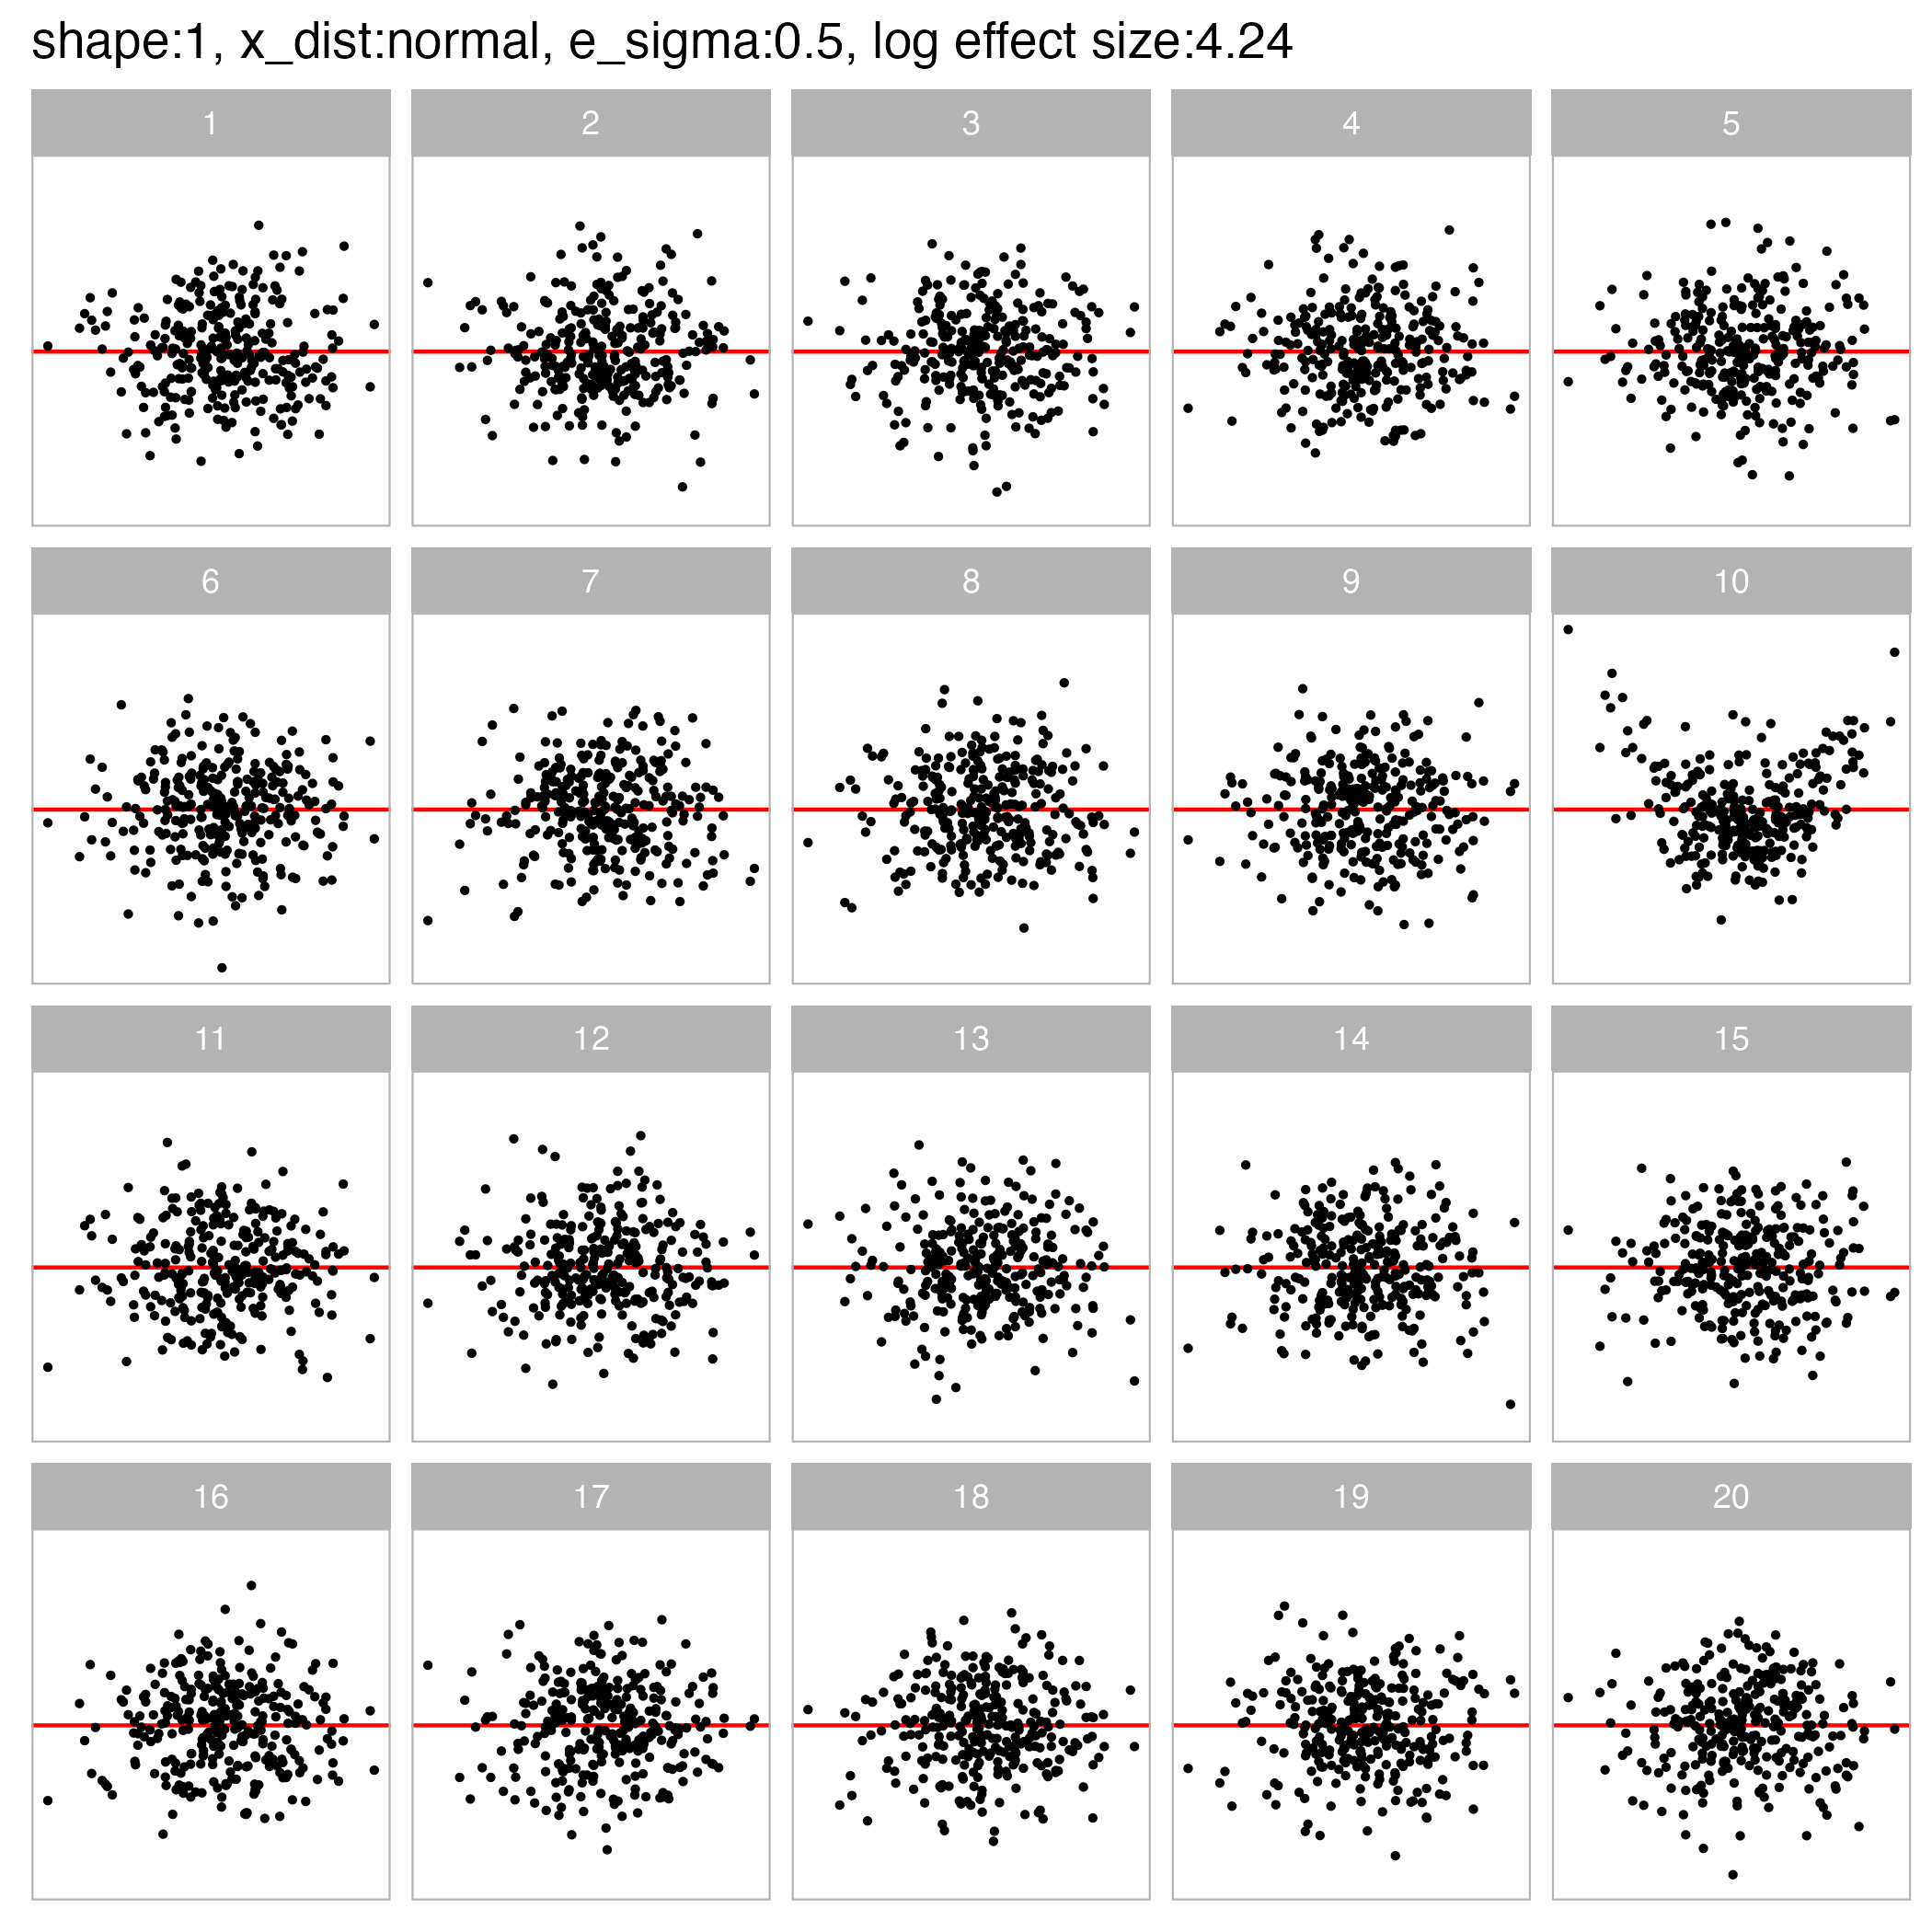 shape:1, x_dist:normal, e_sigma:0.5, log effect size:4.24
1 2 3 4 5
6 7 8 9 10
11 12 13 14 15
16 17 18 19 20